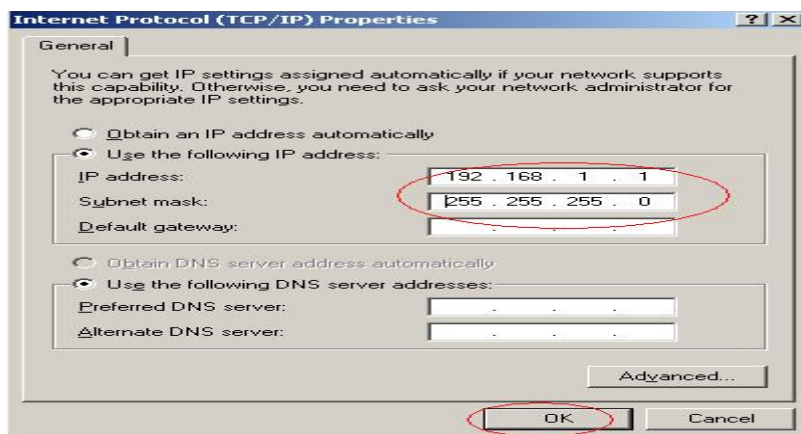 Internet Protocol (TCP/IP) Properties ? ×
General
You can get IP settings assigned automatically if your network supports
this capability. Otherwise, you need to ask your network administrator for
the appropriate IP settings.
Obtain an IP address automatically
Use the following IP address:
IP address: 192 . 168 . 1 . 1
Subnet mask: 255 . 255 . 255 . 0
Default gateway: . . .
Obtain DNS server address automatically
Use the following DNS server addresses:
Preferred DNS server: . . .
Alternate DNS server: . . .
Advanced...
OK Cancel